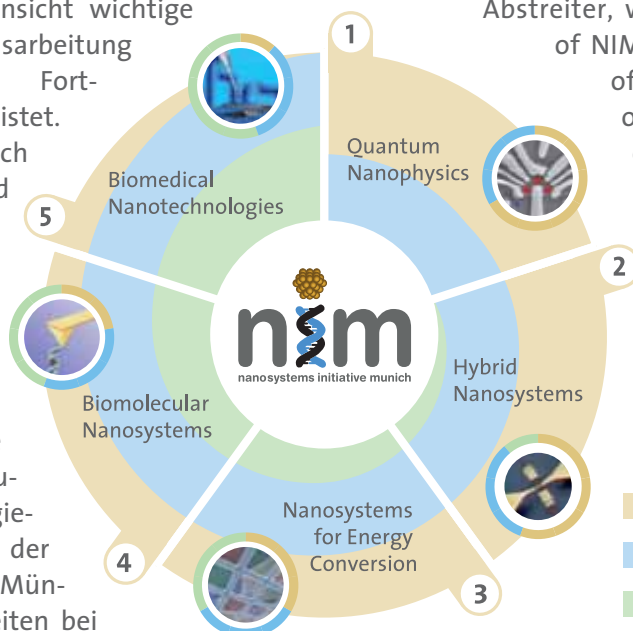 nsicht wichtige
sarbeitung
Fort-
istet.
ch
d
Abstreiter, w
of NIM
of
o
1
Quantum
Nanophysics
2
Hybrid
Nanosystems
3
Nanosystems
for Energy
Conversion
4
Biomolecular
Nanosystems
5
Biomedical
Nanotechnologies
nim
nanosystems initiative munich
u-
gie-
der
Mün-
eiten bei